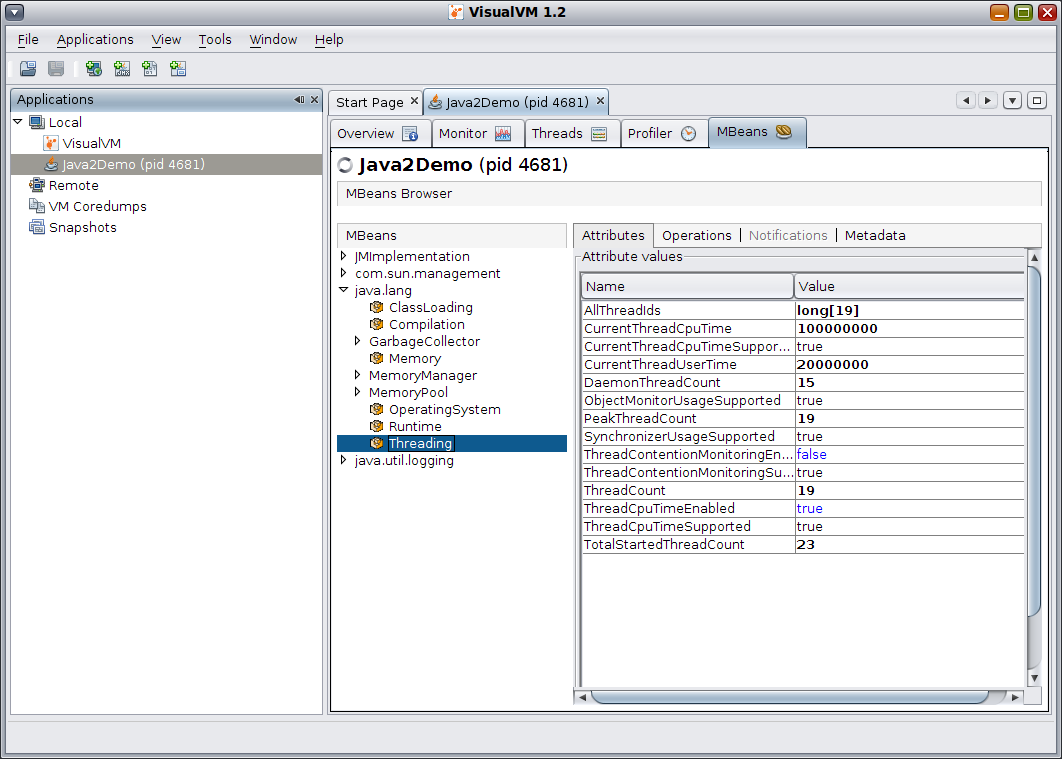 VisualVM 1.2
File Applications View Tools Window Help
Applications
Local
VisualVM
Java2Demo (pid 4681)
Remote
VM Coredumps
Snapshots
Start Page Java2Demo (pid 4681)
Overview Monitor Threads Profiler MBeans
Java2Demo (pid 4681)
MBeans Browser
MBeans
JMImplementation
com.sun.management
java.lang
ClassLoading
Compilation
GarbageCollector
Memory
MemoryManager
MemoryPool
OperatingSystem
Runtime
Threading
java.util.logging
Attributes Operations Notifications Metadata
Attribute values
Name Value
AllThreadIds long[19]
CurrentThreadCpuTime 100000000
CurrentThreadCpuTimeSuppor... true
CurrentThreadUserTime 20000000
DaemonThreadCount 15
ObjectMonitorUsageSupported true
PeakThreadCount 19
SynchronizerUsageSupported true
ThreadContentionMonitoringEn... false
ThreadContentionMonitoringSu... true
ThreadCount 19
ThreadCpuTimeEnabled true
ThreadCpuTimeSupported true
TotalStartedThreadCount 23